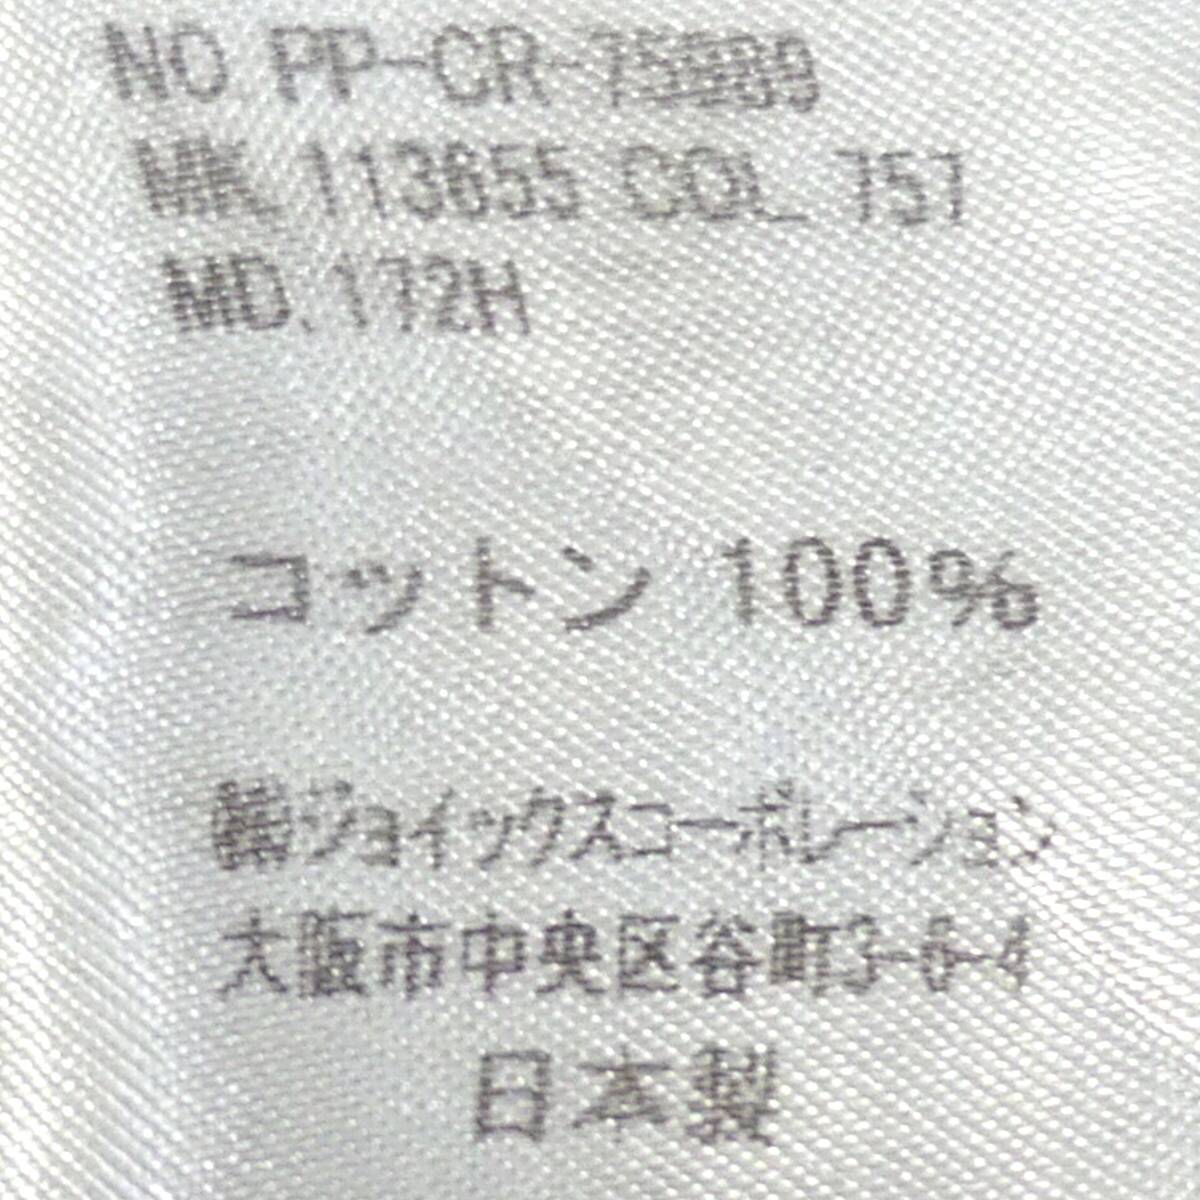 NO. PP-CR-75989
MK. 113655 COL. 757
MD. 172H
コットン 100%
㈱ジョイックスコーポレーション
大阪市中央区谷町3-6-4
日本製